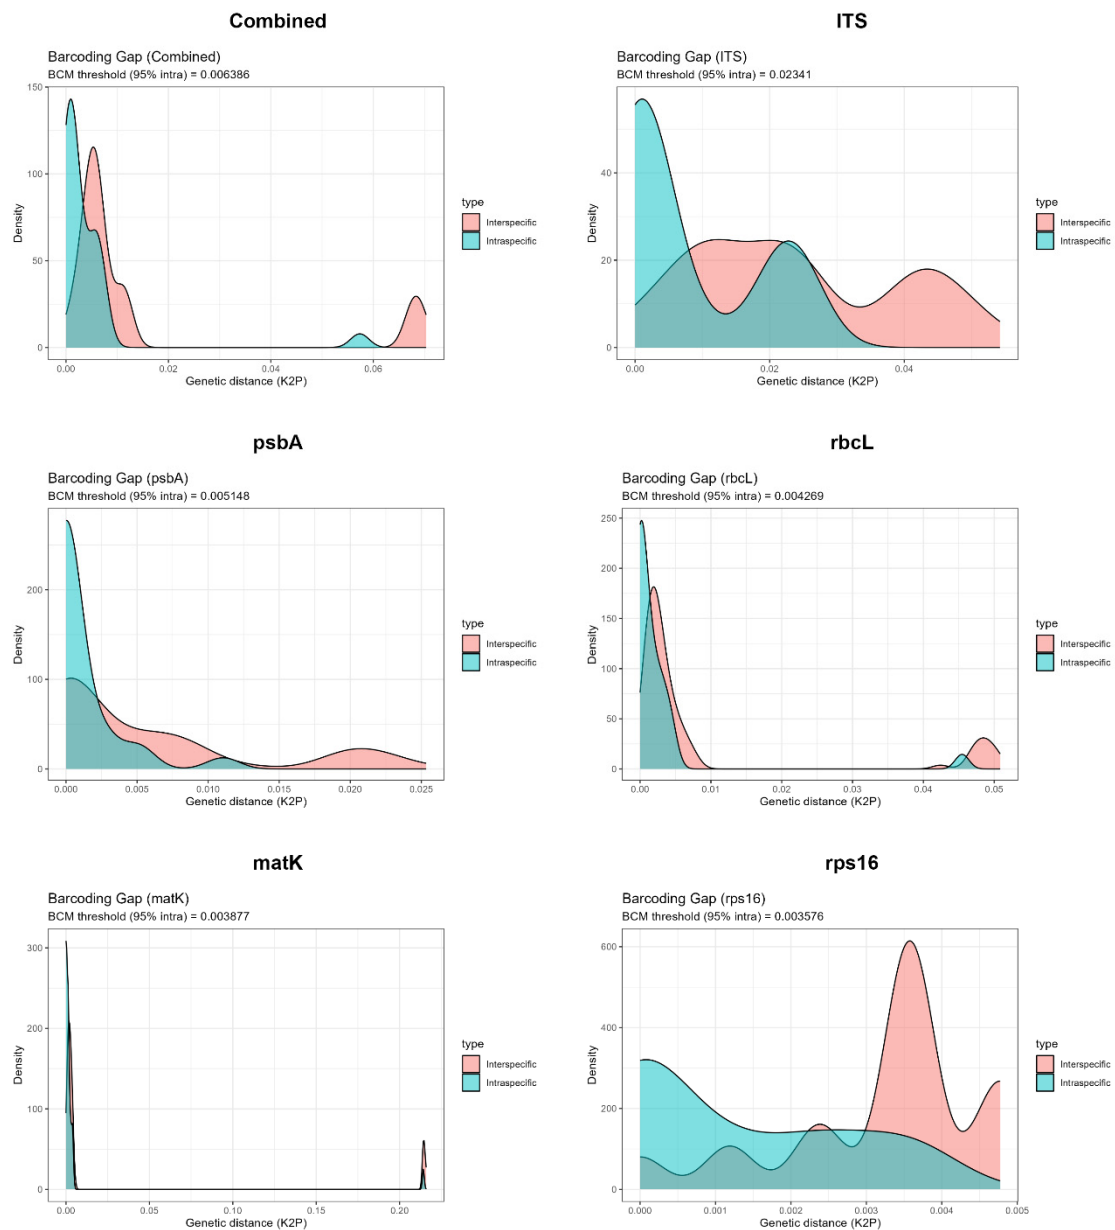 Combined
Barcoding Gap (Combined)
BCM threshold (95% intra) = 0.006386
150
100
50
0
Density
0.00 0.02 0.04 0.06
Genetic distance (K2P)
type
Interspecific
Intraspecific
ITS
Barcoding Gap (ITS)
BCM threshold (95% intra) = 0.02341
40
20
0
Density
0.00 0.02 0.04
Genetic distance (K2P)
type
Interspecific
Intraspecific
psbA
Barcoding Gap (psbA)
BCM threshold (95% intra) = 0.005148
200
100
0
Density
0.000 0.005 0.010 0.015 0.020 0.025
Genetic distance (K2P)
type
Interspecific
Intraspecific
rbcL
Barcoding Gap (rbcL)
BCM threshold (95% intra) = 0.004269
250
200
150
100
50
0
Density
0.00 0.01 0.02 0.03 0.04 0.05
Genetic distance (K2P)
type
Interspecific
Intraspecific
matK
Barcoding Gap (matK)
BCM threshold (95% intra) = 0.003877
300
200
100
0
Density
0.00 0.05 0.10 0.15 0.20
Genetic distance (K2P)
type
Interspecific
Intraspecific
rps16
Barcoding Gap (rps16)
BCM threshold (95% intra) = 0.003576
600
400
200
0
Density
0.000 0.001 0.002 0.003 0.004 0.005
Genetic distance (K2P)
type
Interspecific
Intraspecific